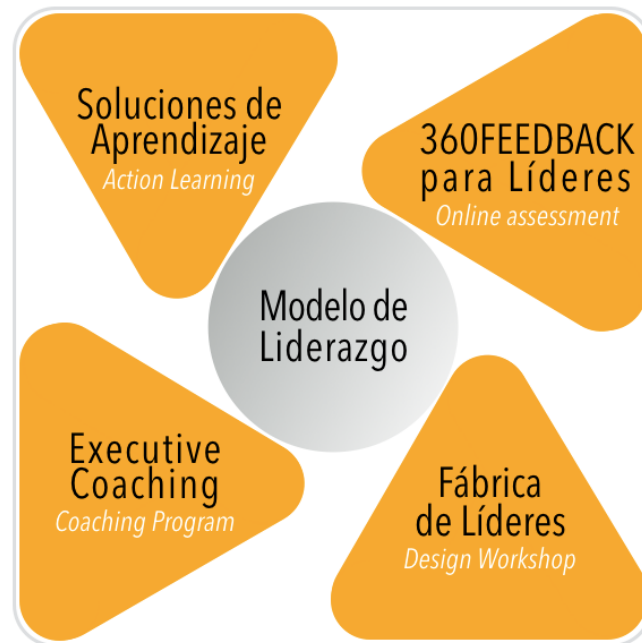 Soluciones de
Aprendizaje
Action Learning
360FEEDBACK
para Líderes
Online assessment
Modelo de
Liderazgo
Executive
Coaching
Coaching Program
Fábrica
de Líderes
Design Workshop